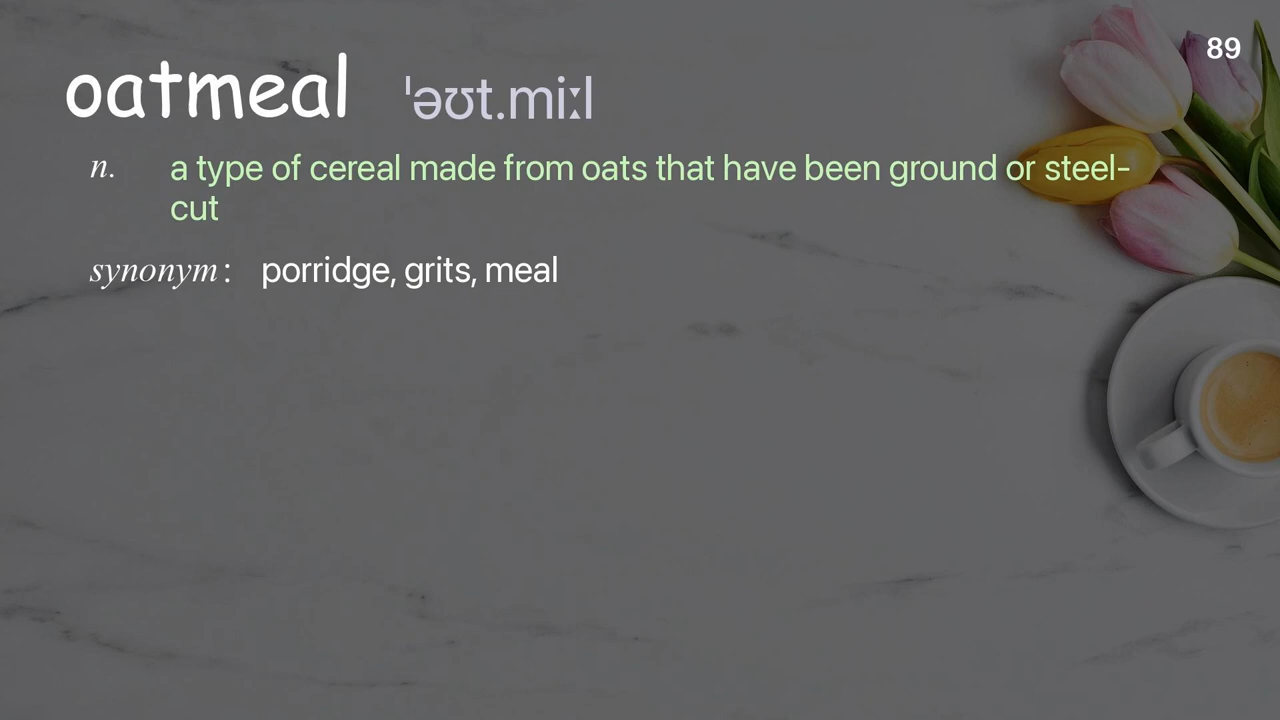 89
oatmeal ˈəʊt.miːl
n. a type of cereal made from oats that have been ground or steel-
cut
synonym: porridge, grits, meal